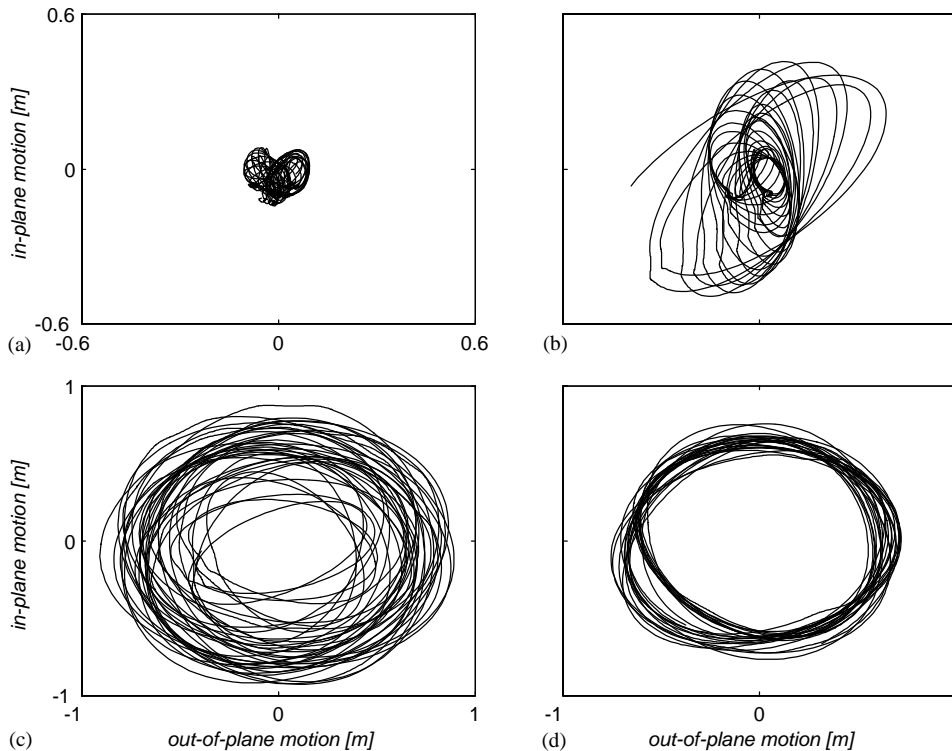 0.6
in-plane motion [m]
0
-0.6
(a)
-0.6
0
0.6
(b)
0
1
in-plane motion [m]
0
-1
(c)
-1
0
1
out-of-plane motion [m]
(d)
-1
0
out-of-plane motion [m]